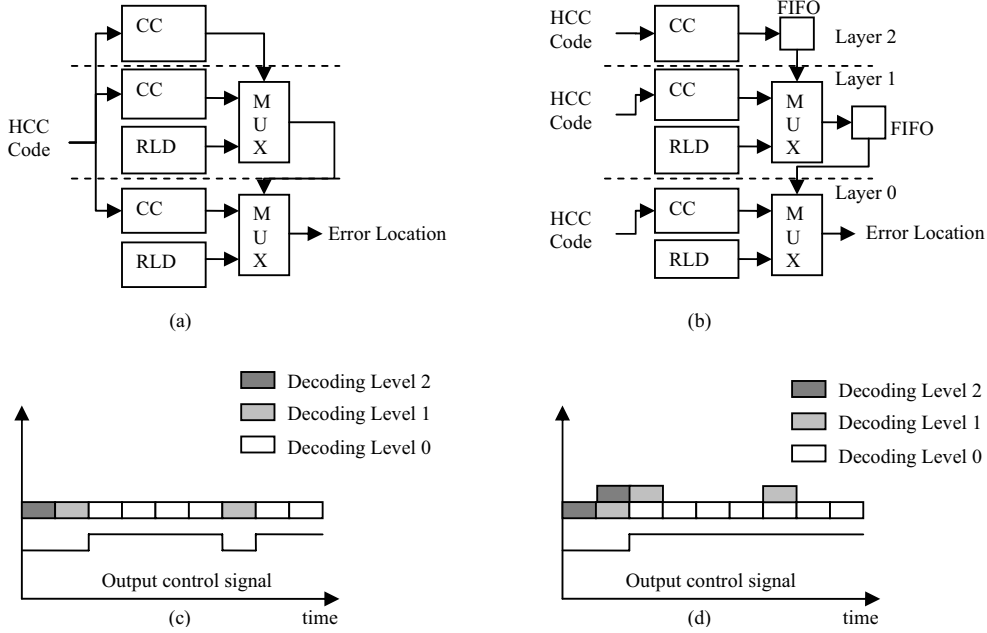 CC
HCC
Code
CC
M
U
X
RLD
CC
M
U
X
RLD
Error Location
(a)
HCC
Code
CC
FIFO
Layer 2
Layer 1
HCC
Code
CC
M
U
X
RLD
FIFO
Layer 0
HCC
Code
CC
M
U
X
RLD
Error Location
(b)
Decoding Level 2
Decoding Level 1
Decoding Level 0
Output control signal
(c)
time
Decoding Level 2
Decoding Level 1
Decoding Level 0
Output control signal
(d)
time